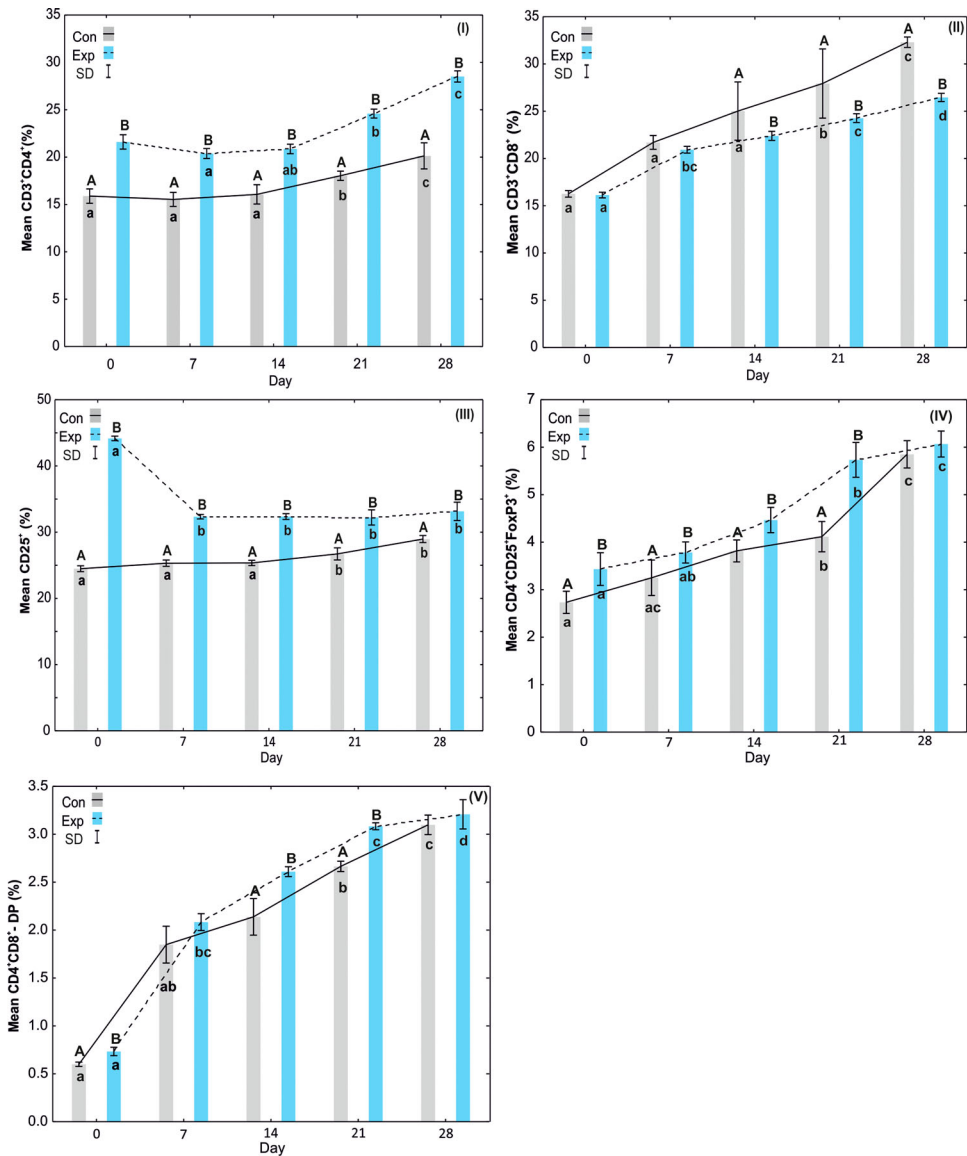 Con
Exp
SD
(I)
Mean CD3⁺CD4⁺(%)
35
30
25
20
15
10
5
0
A B A B A B A B A B
a a a a ab b b c c
0 7 14 21 28
Day
Con
Exp
SD
(II)
Mean CD3⁺CD8⁺ (%)
35
30
25
20
15
10
5
0
A A B A B A B
a a a bc a b c c d
0 7 14 21 28
Day
Con
Exp
SD
(III)
Mean CD25⁺ (%)
50
40
30
20
10
0
A B A B A B A B A B
a a a b a b b b b b
0 7 14 21 28
Day
Con
Exp
SD
(IV)
Mean CD4⁺CD25⁺FoxP3⁺(%)
7
6
5
4
3
2
1
0
A B A B A B A B
a a ac ab b b c c
0 7 14 21 28
Day
Con
Exp
SD
(V)
Mean CD4⁺CD8⁺- DP (%)
3.5
3.0
2.5
2.0
1.5
1.0
0.5
0.0
A B A B A B
a a ab bc b c c d
0 7 14 21 28
Day